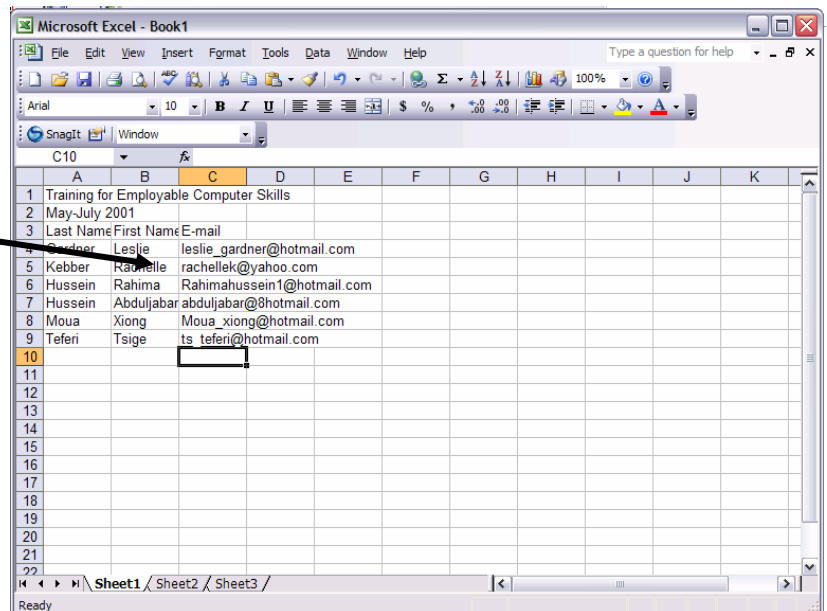 Microsoft Excel - Book1
File Edit View Insert Format Tools Data Window Help Type a question for help
100%
Arial 10 B I U $ % ,
SnagIt Window
C10 fx
A B C D E F G H I J K
1 Training for Employable Computer Skills
2 May-July 2001
3 Last Name First Name E-mail
4 Gardner Leslie leslie_gardner@hotmail.com
5 Kebber Rachelle rachellek@yahoo.com
6 Hussein Rahima Rahimahussein1@hotmail.com
7 Hussein Abduljabar abduljabar@8hotmail.com
8 Moua Xiong Moua_xiong@hotmail.com
9 Teferi Tsige ts_teferi@hotmail.com
10
11
12
13
14
15
16
17
18
19
20
21
22
Sheet1 Sheet2 Sheet3
Ready